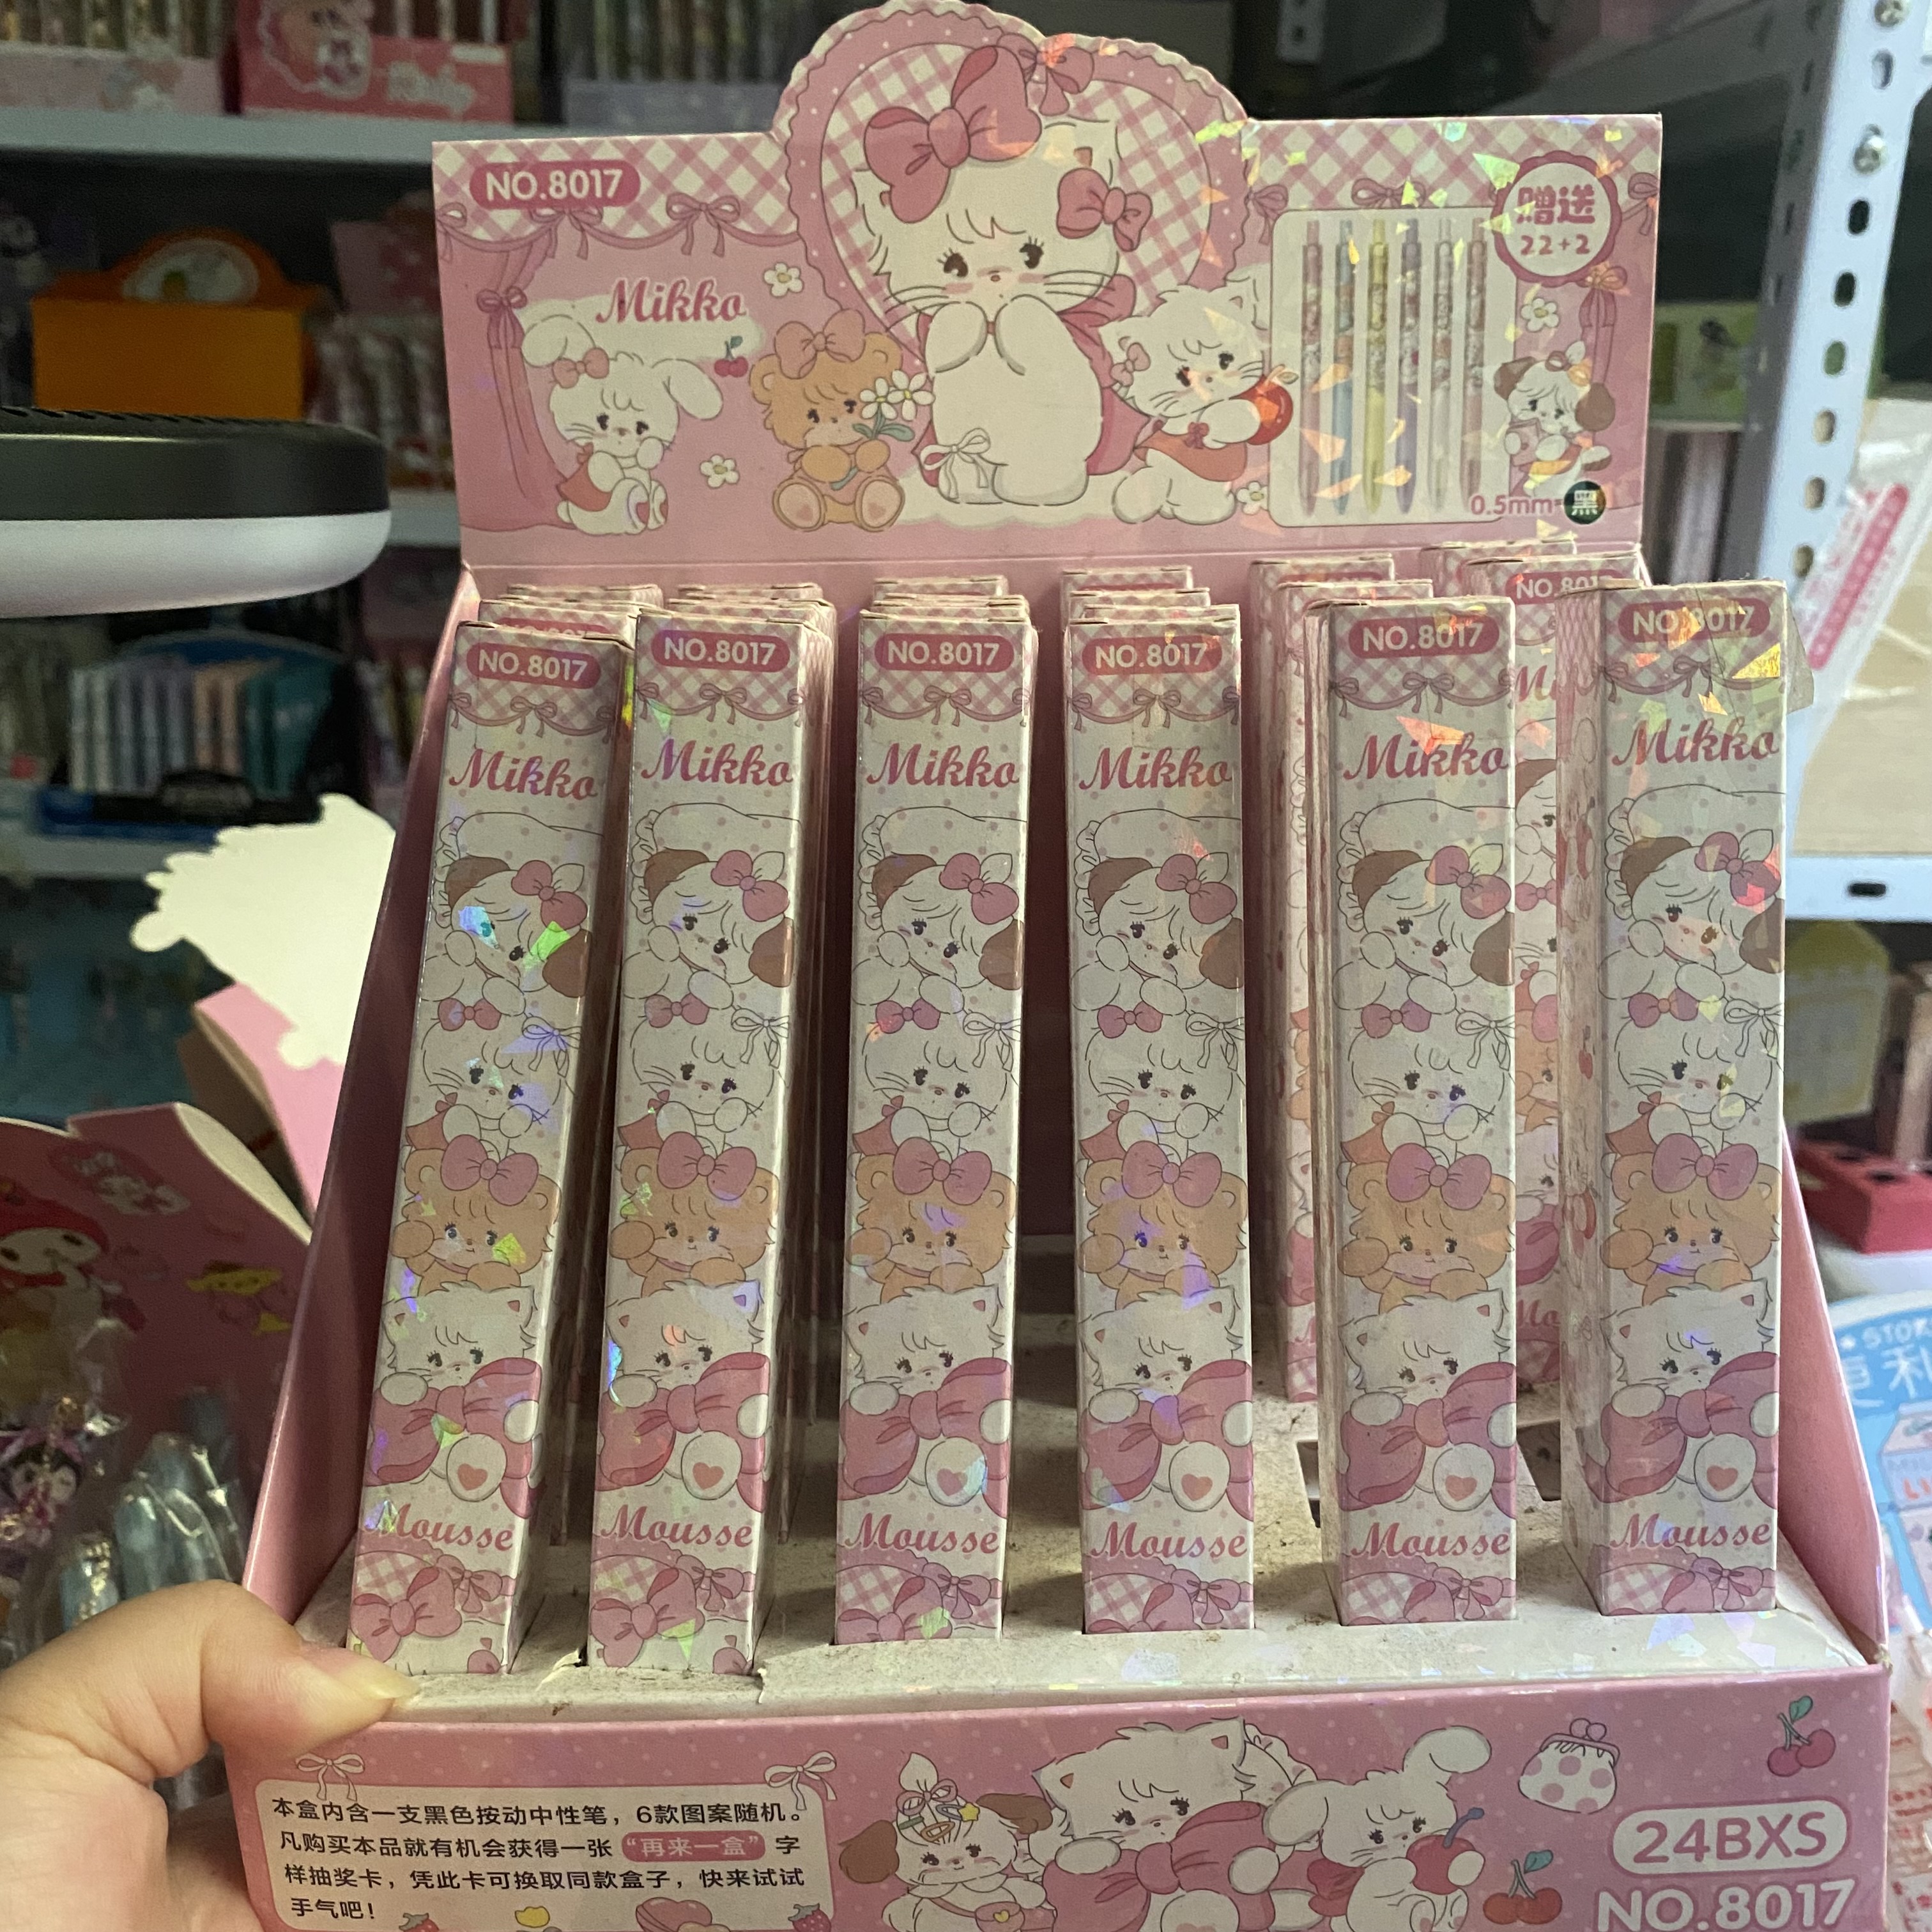 NO.8017
赠送
22+2
Mikko
0.5mm
NO.8017
NO.8017
NO.8017
NO.8017
NO.8017
NO.8017
Mikko
Mikko
Mikko
Mikko
Mikko
Mikko
Mousse
Mousse
Mousse
Mousse
Mousse
Mousse
本盒内含一支黑色按动中性笔，6款图案随机。
凡购买本品就有机会获得一张“再来一盒”字
样抽奖卡，凭此卡可换取同款盒子，快来试试
手气吧！
24BXS
NO.8017